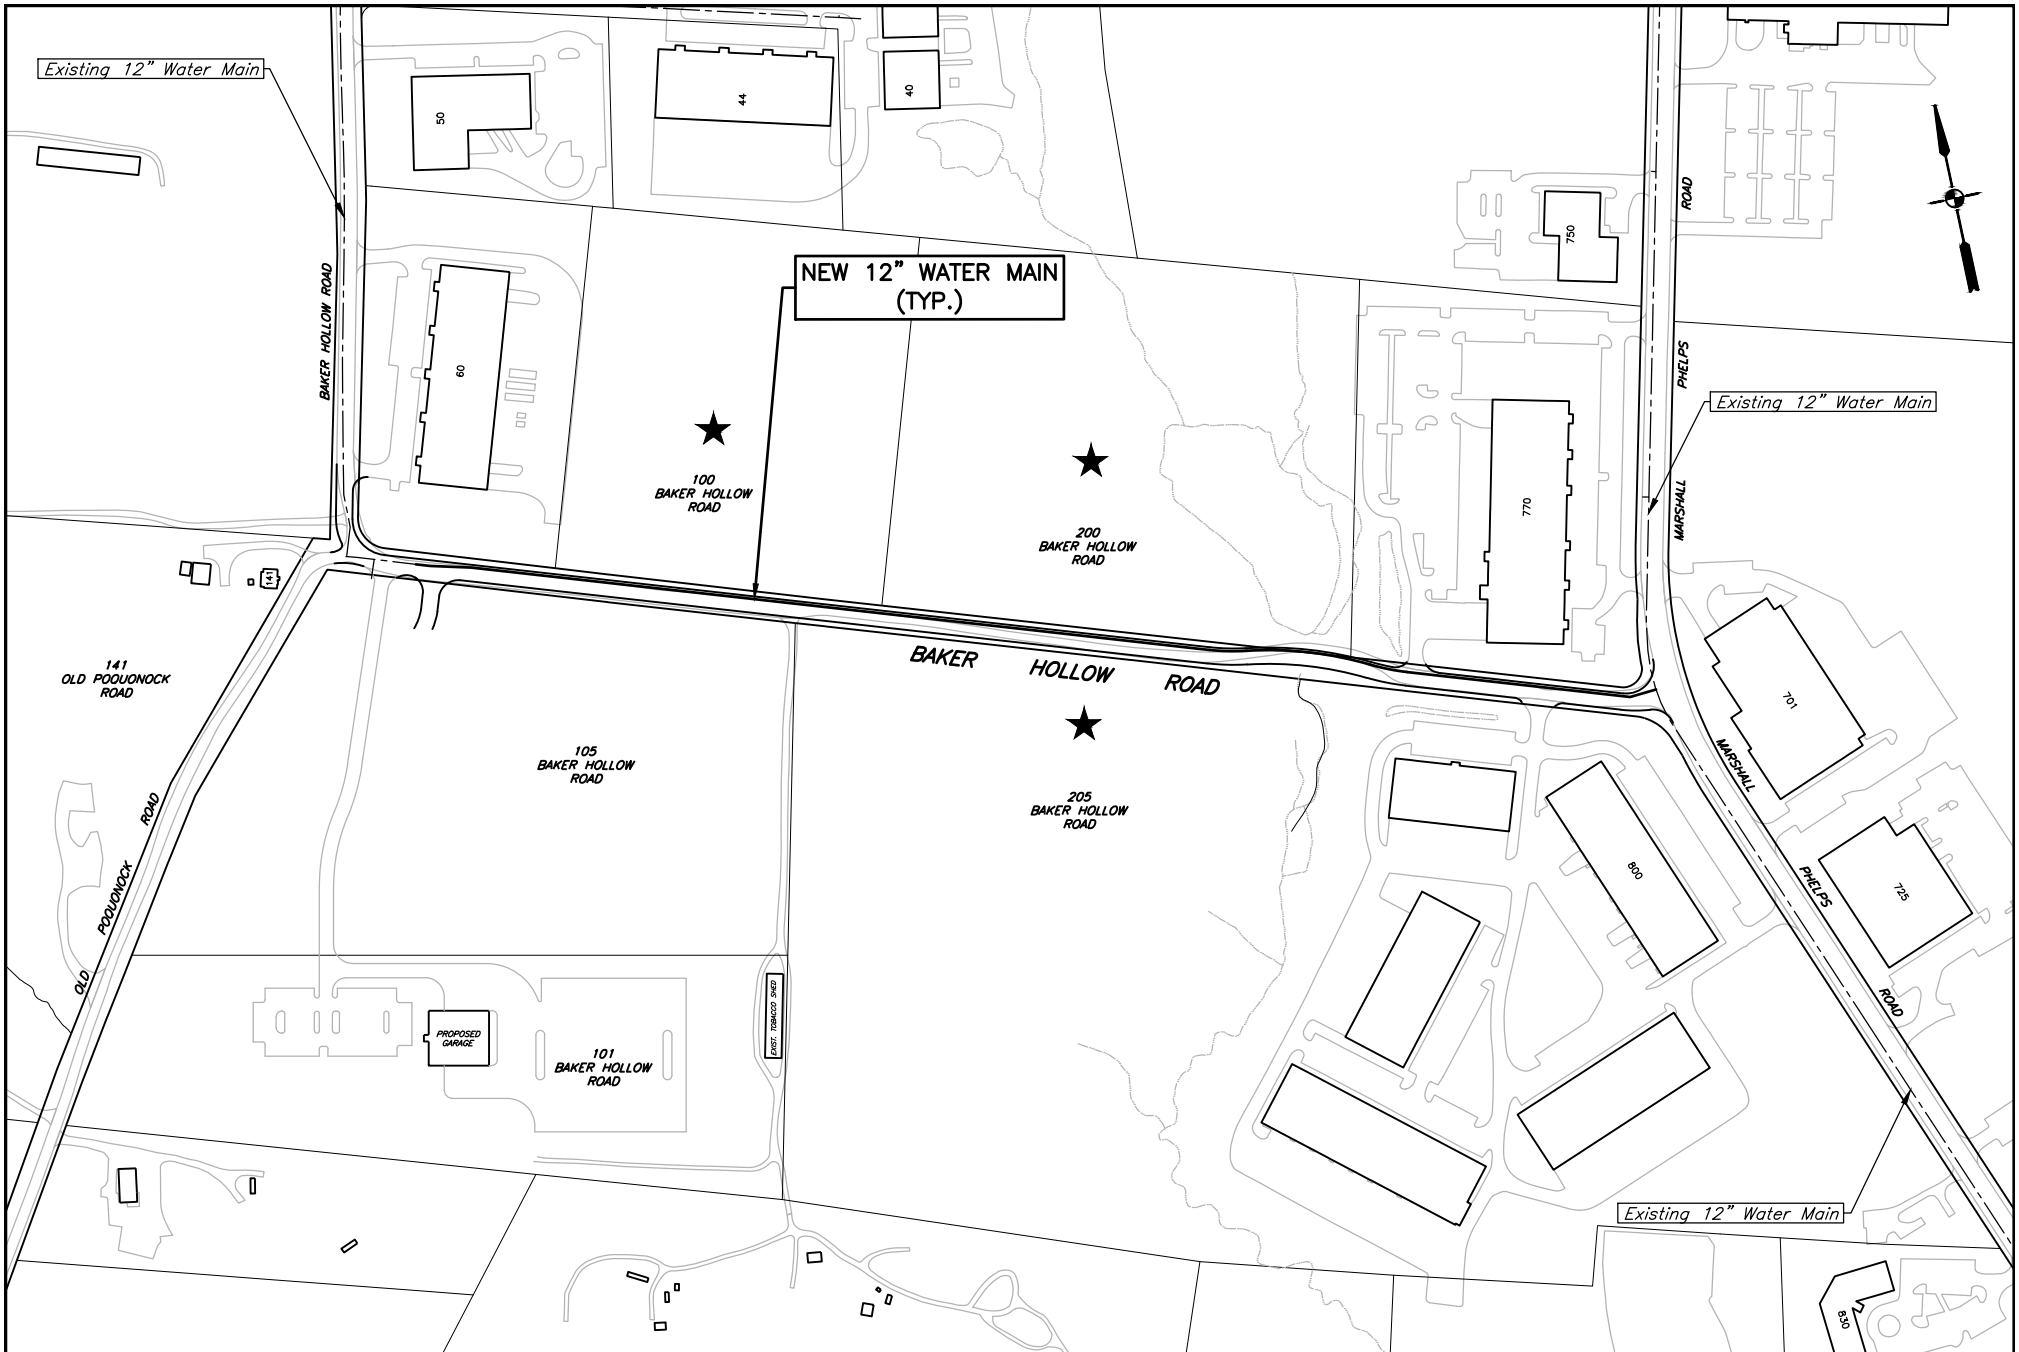 Existing 12" Water Main
50
44
40
ROAD
750
BAKER HOLLOW ROAD
NEW 12" WATER MAIN
(TYP.)
60
PHELPS
Existing 12" Water Main
100
BAKER HOLLOW
ROAD
200
BAKER HOLLOW
ROAD
770
MARSHALL
141
141
OLD POQUONOCK
ROAD
BAKER HOLLOW ROAD
701
105
BAKER HOLLOW
ROAD
205
BAKER HOLLOW
ROAD
MARSHALL
PHELPS
ROAD
800
725
OLD POQUONOCK ROAD
PROPOSED
GARAGE
101
BAKER HOLLOW
ROAD
EXIST. TOBACCO SHED
Existing 12" Water Main
830